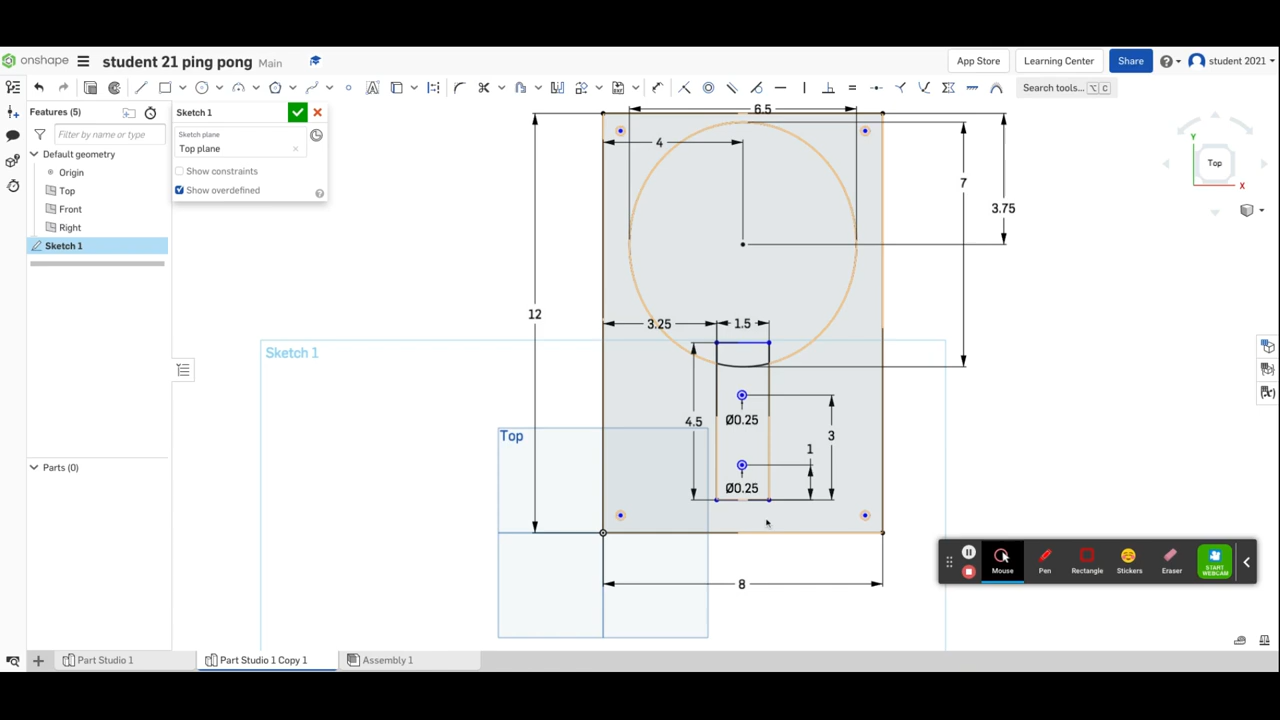 onshape
student 21 ping pong
Main
App Store
Learning Center
Share
student 2021
Search tools...
⌥ C
Features (5)
Filter by name or type
Default geometry
Origin
Top
Front
Right
Sketch 1
Parts (0)
Sketch 1
Sketch plane
Top plane
Show constraints
Show overdefined
6.5
4
7
3.75
12
3.25
1.5
Sketch 1
4.5
Ø0.25
3
1
Ø0.25
Top
8
Top
Y
X
Mouse
Pen
Rectangle
Stickers
Eraser
START
WEBCAM
Part Studio 1
Part Studio 1 Copy 1
Assembly 1